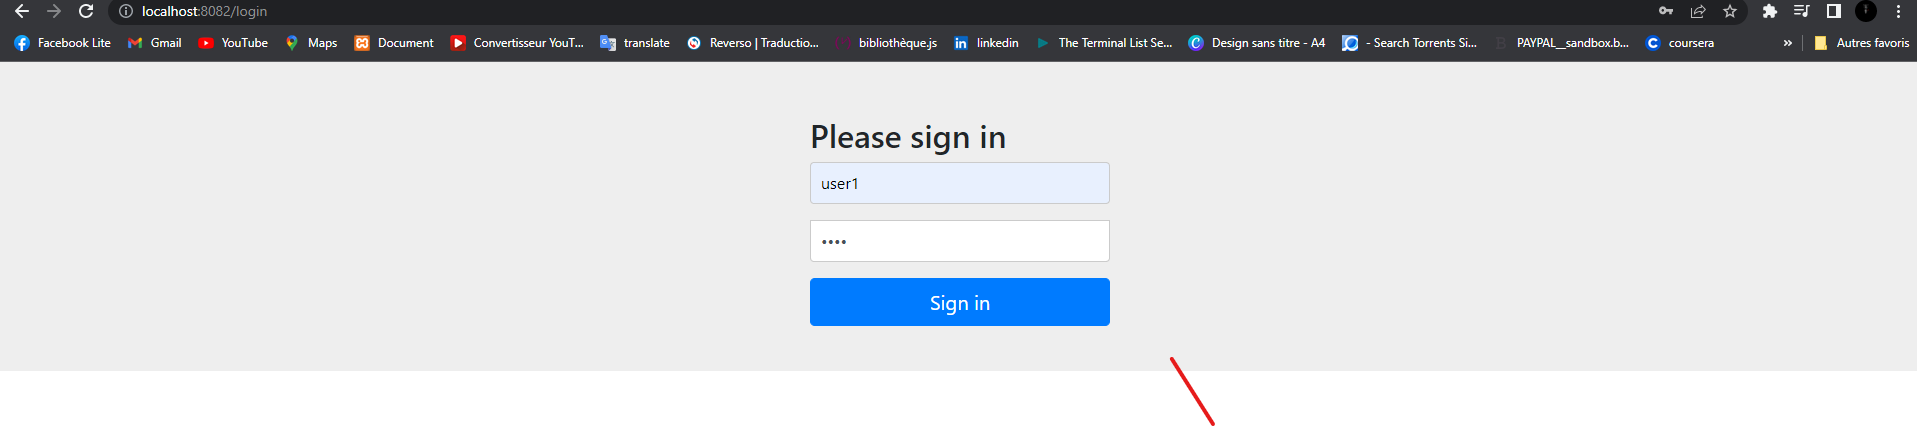 localhost:8082/login
Facebook Lite Gmail YouTube Maps Document Convertisseur YouT... translate Reverso | Traductio... bibliothèque.js linkedin The Terminal List Se... Design sans titre - A4 - Search Torrents Si... PAYPAL__sandbox.b... coursera » Autres favoris
Please sign in
user1
••••
Sign in